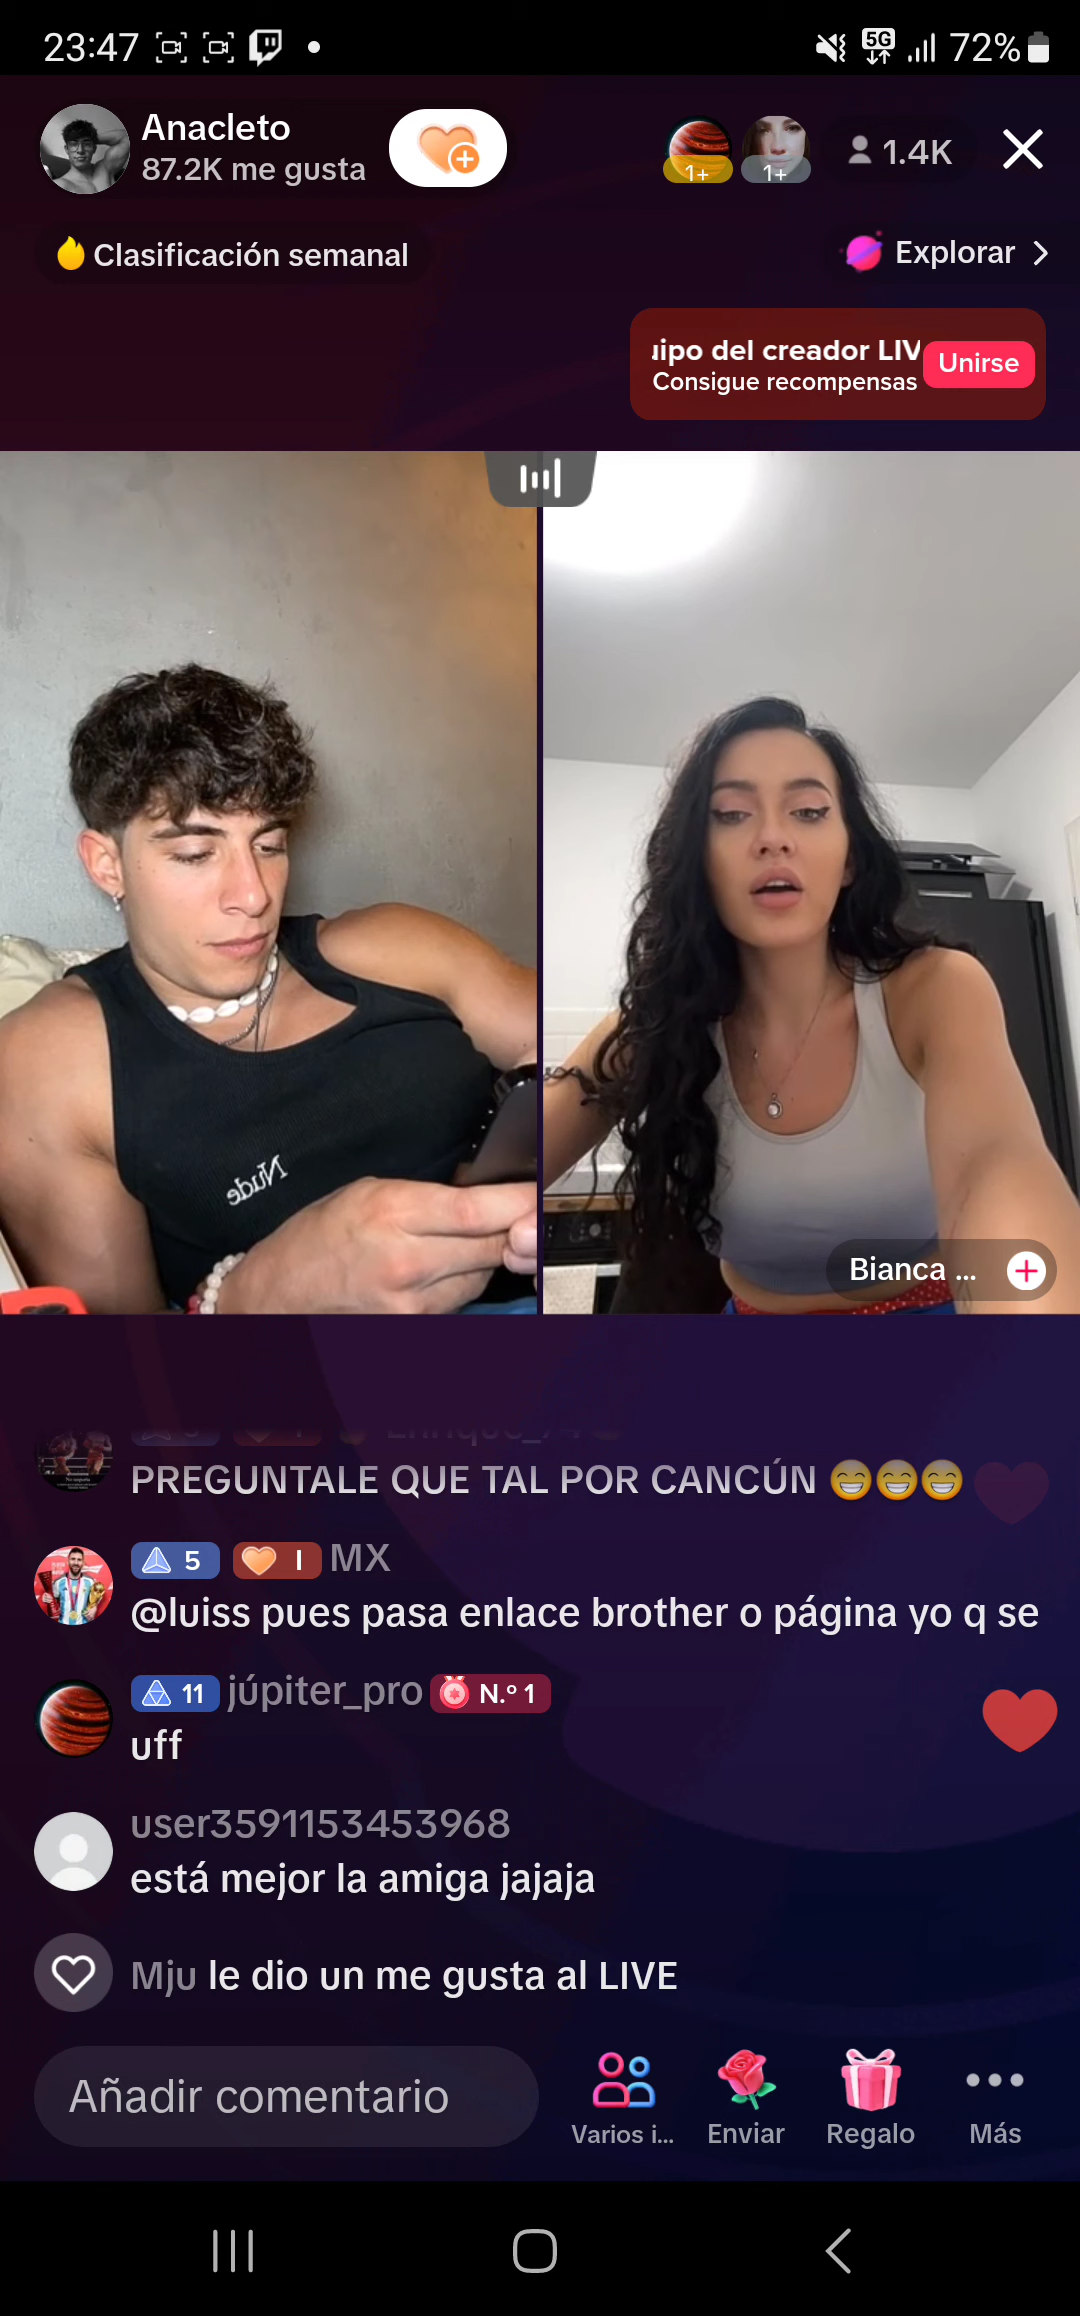 23:47
5G
72%
Anacleto
87.2K me gusta
1+
1+
1.4K
Clasificación semanal
Explorar
uipo del creador LIV
Consigue recompensas
Unirse
Nude
Bianca ...
PREGUNTALE QUE TAL POR CANCÚN 😁😁😁
5 I MX
@luiss pues pasa enlace brother o página yo q se
11 júpiter_pro N.º 1
uff
user3591153453968
está mejor la amiga jajaja
Mju le dio un me gusta al LIVE
Añadir comentario
Varios i...
Enviar
Regalo
Más